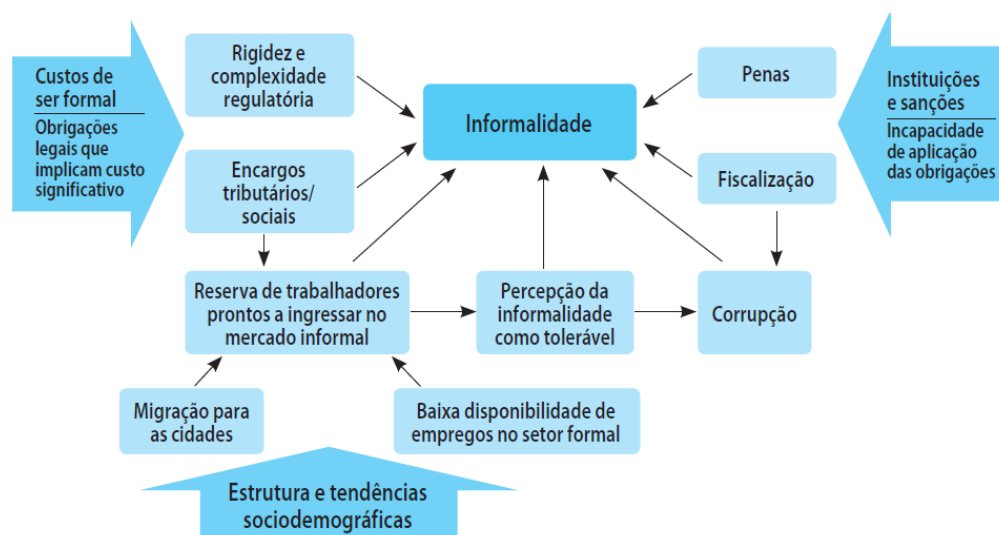 Custos de
ser formal
Obrigações
legais que
implicam custo
significativo
Rigidez e
complexidade
regulatória
Encargos
tributários/
sociais
Informalidade
Penas
Fiscalização
Instituições
e sanções
Incapacidade
de aplicação
das obrigações
Reserva de trabalhadores
prontos a ingressar no
mercado informal
Percepção da
informalidade
como tolerável
Corrupção
Migração para
as cidades
Baixa disponibilidade de
empregos no setor formal
Estrutura e tendências
sociodemográficas